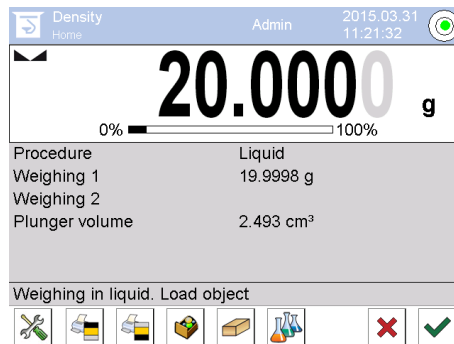 Density Admin 2015.03.31
Home 11:21:32
20.0000 g
0% 100%
Procedure Liquid
Weighing 1 19.9998 g
Weighing 2
Plunger volume 2.493 cm³
Weighing in liquid. Load object